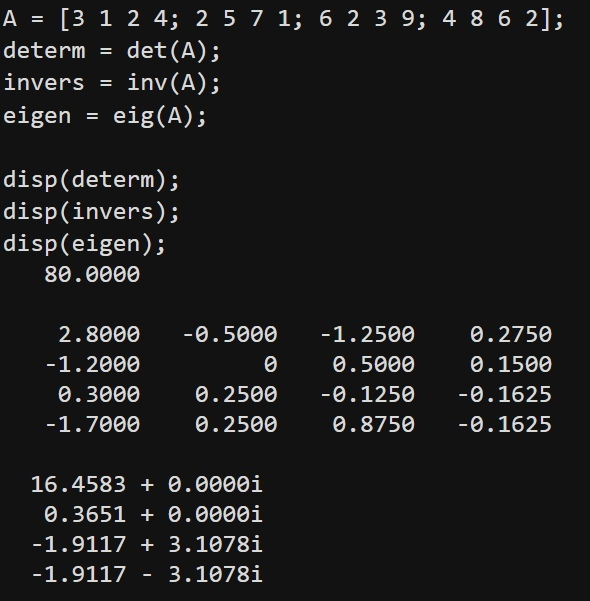 A = [3 1 2 4; 2 5 7 1; 6 2 3 9; 4 8 6 2];
determ = det(A);
invers = inv(A);
eigen = eig(A);
disp(determ);
disp(invers);
disp(eigen);
80.0000
2.8000 -0.5000 -1.2500 0.2750
-1.2000 0 0.5000 0.1500
0.3000 0.2500 -0.1250 -0.1625
-1.7000 0.2500 0.8750 -0.1625
16.4583 + 0.0000i
0.3651 + 0.0000i
-1.9117 + 3.1078i
-1.9117 - 3.1078i